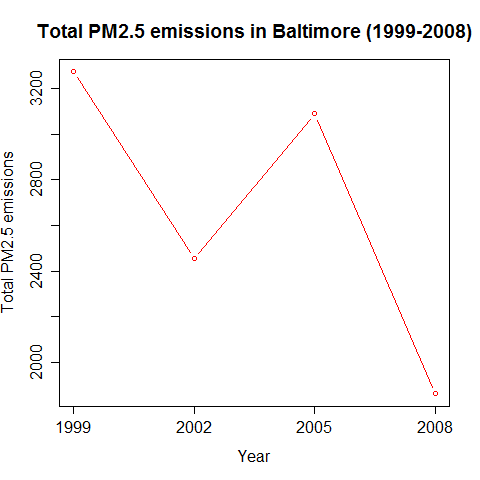 Total PM2.5 emissions in Baltimore (1999-2008)
Total PM2.5 emissions
3200
2800
2400
2000
1999 2002 2005 2008
Year